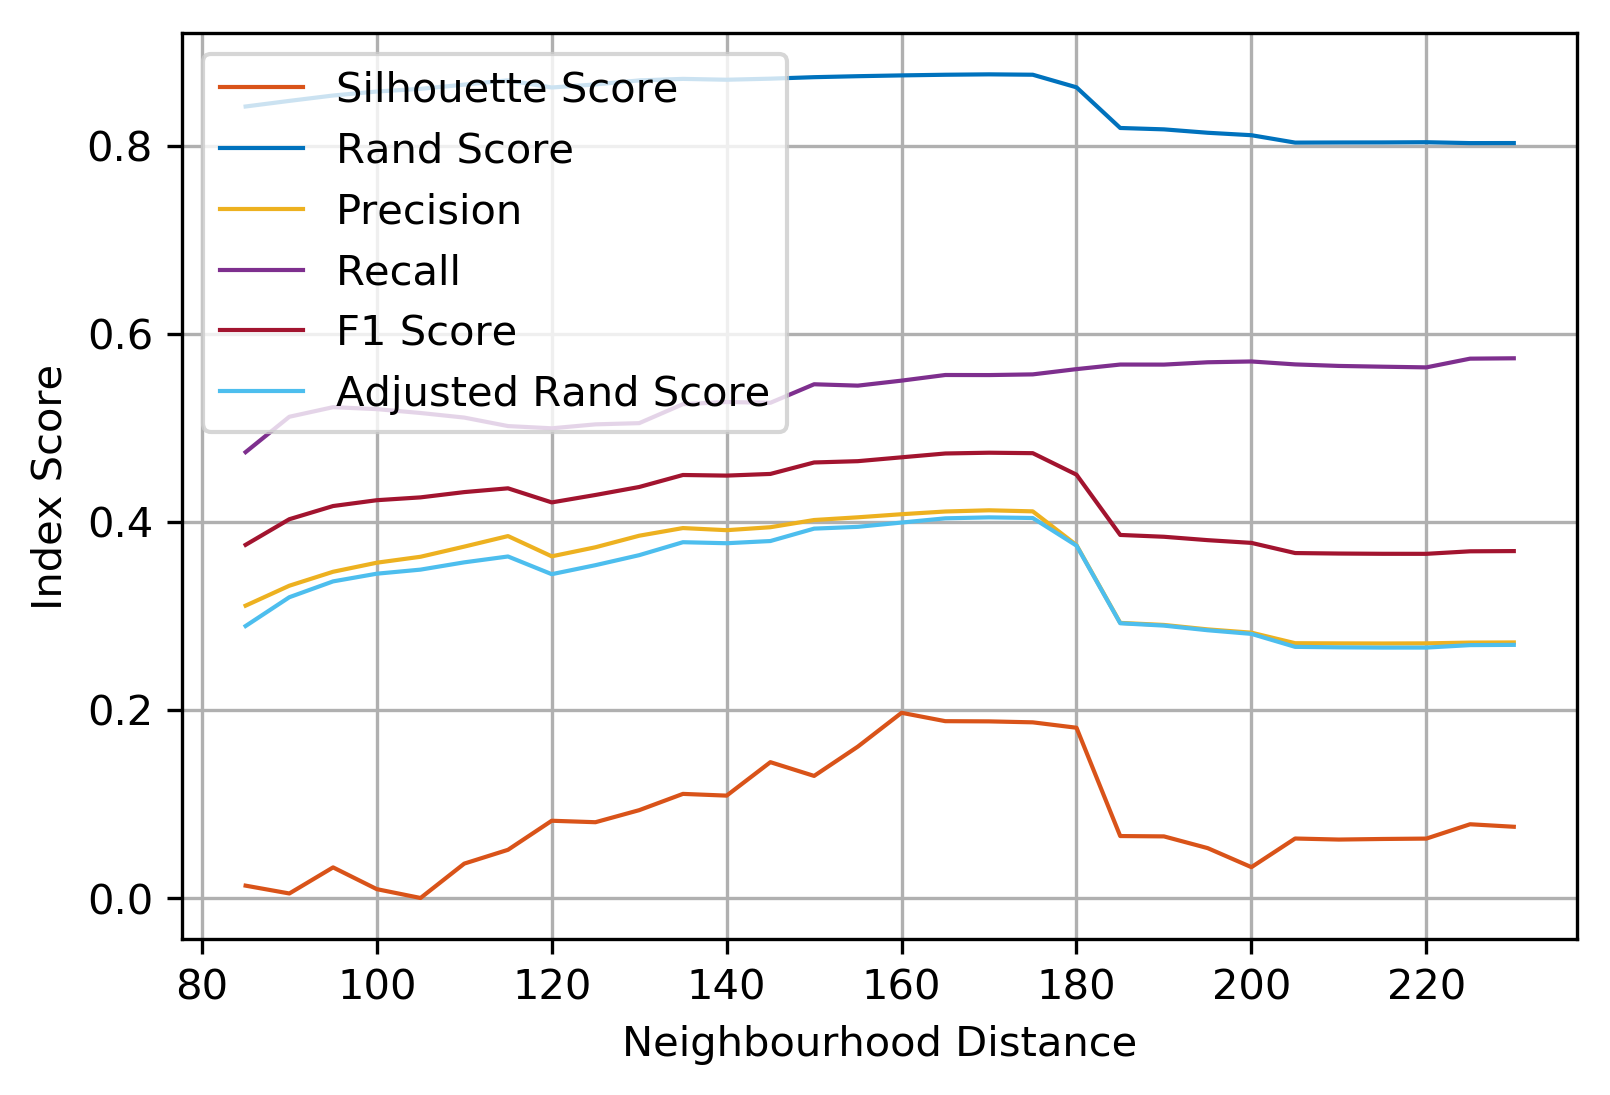 Silhouette Score
Rand Score
Precision
Recall
F1 Score
Adjusted Rand Score
Index Score
0.8
0.6
0.4
0.2
0.0
80 100 120 140 160 180 200 220
Neighbourhood Distance